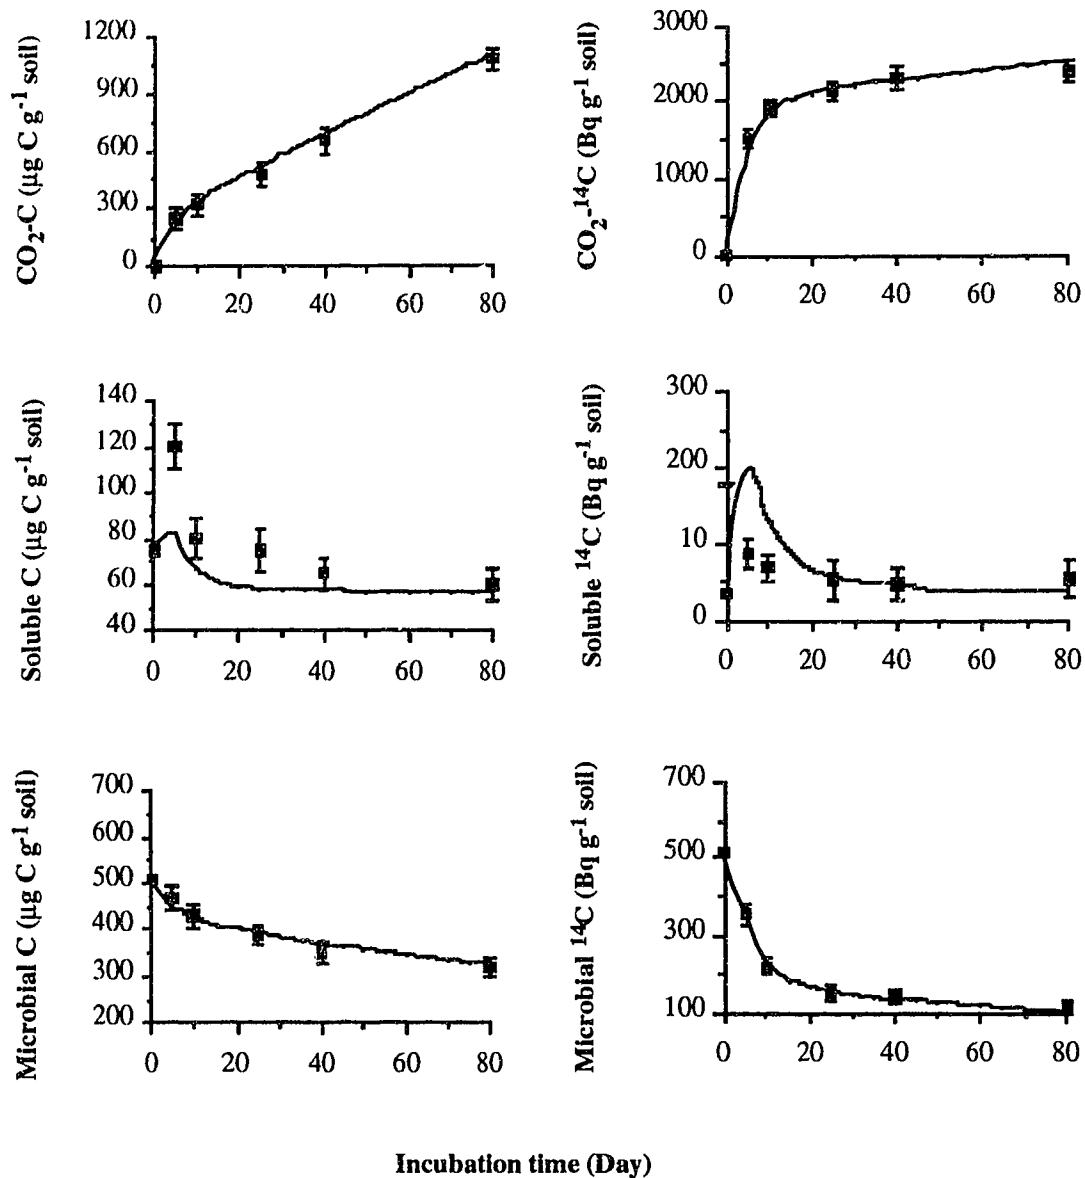 CO₂-C (µg C g⁻¹ soil)
1200
900
600
300
0
0 20 40 60 80
CO₂-¹⁴C (Bq g⁻¹ soil)
3000
2000
1000
0
0 20 40 60 80
Soluble C (µg C g⁻¹ soil)
140
120
100
80
60
40
0 20 40 60 80
Soluble ¹⁴C (Bq g⁻¹ soil)
300
200
10
0
0 20 40 60 80
Microbial C (µg C g⁻¹ soil)
700
600
500
400
300
200
0 20 40 60 80
Microbial ¹⁴C (Bq g⁻¹ soil)
700
500
300
100
0 20 40 60 80
Incubation time (Day)